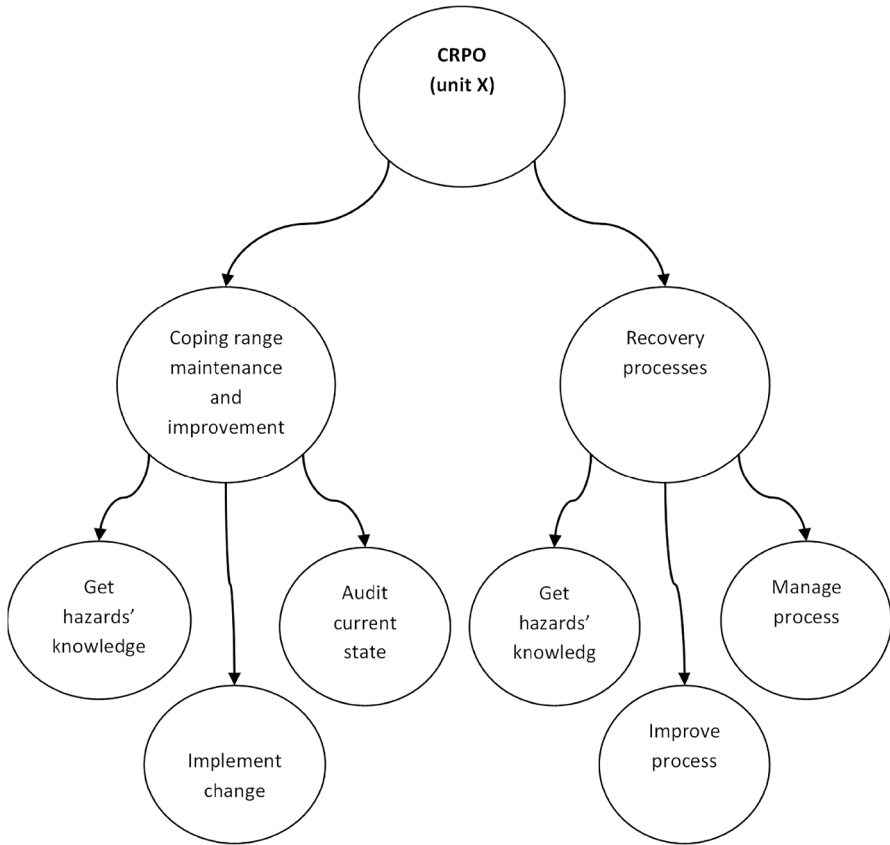 CRPO
(unit X)
Coping range
maintenance
and
improvement
Recovery
processes
Get
hazards’
knowledge
Audit
current
state
Get
hazards’
knowledg
Manage
process
Implement
change
Improve
process